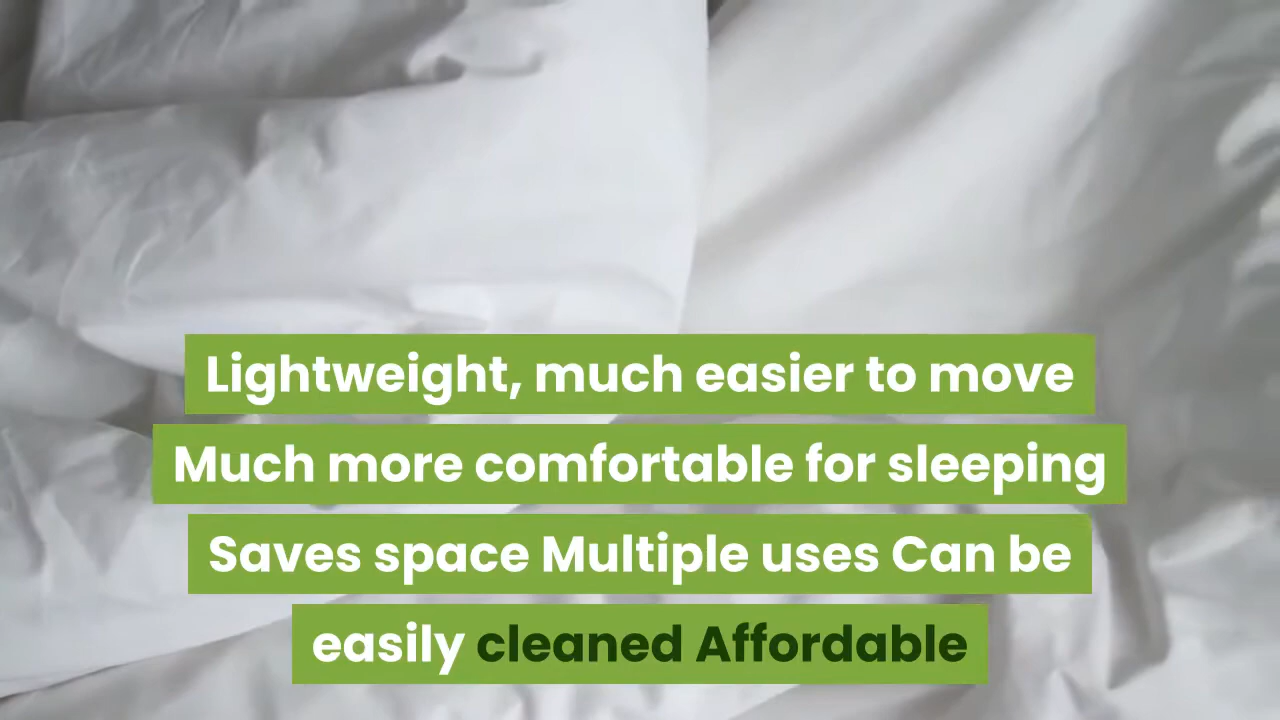 Lightweight, much easier to move
Much more comfortable for sleeping
Saves space Multiple uses Can be
easily cleaned Affordable